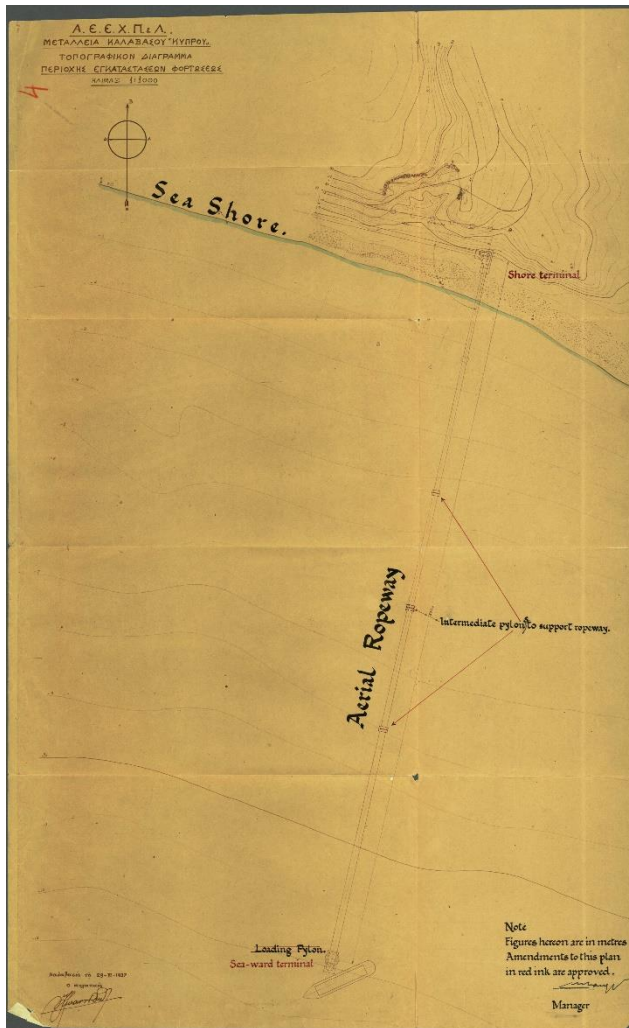 Α.Ε.Ε.Χ.Π.&Λ.
ΜΕΤΑΛΛΕΙΑ ΚΑΛΑΒΑΣΟΥ "ΚΥΠΡΟΥ"
ΤΟΠΟΓΡΑΦΙΚΟΝ ΔΙΑΓΡΑΜΜΑ
ΠΕΡΙΟΧΗΣ ΕΓΚΑΤΑΣΤΑΣΕΩΝ ΦΟΡΤΩΣΕΩΣ
ΚΛΙΜΑΞ 1:1000
4
Sea Shore.
Shore terminal
Aerial Ropeway
Intermediate pylons to support ropeway.
Loading Pylon.
Sea-ward terminal
Note
Figures hereon are in metres
Amendments to this plan
in red ink are approved.
Manager